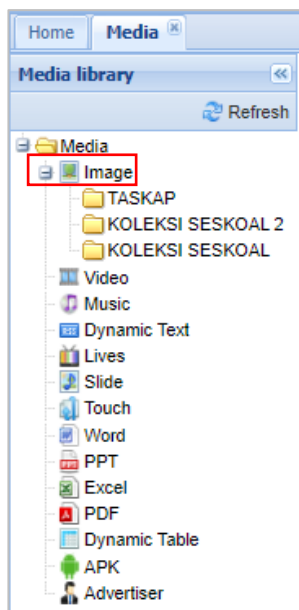 Home
Media
Media library
Refresh
Media
Image
TASKAP
KOLEKSI SESKOAL 2
KOLEKSI SESKOAL
Video
Music
Dynamic Text
Lives
Slide
Touch
Word
PPT
Excel
PDF
Dynamic Table
APK
Advertiser